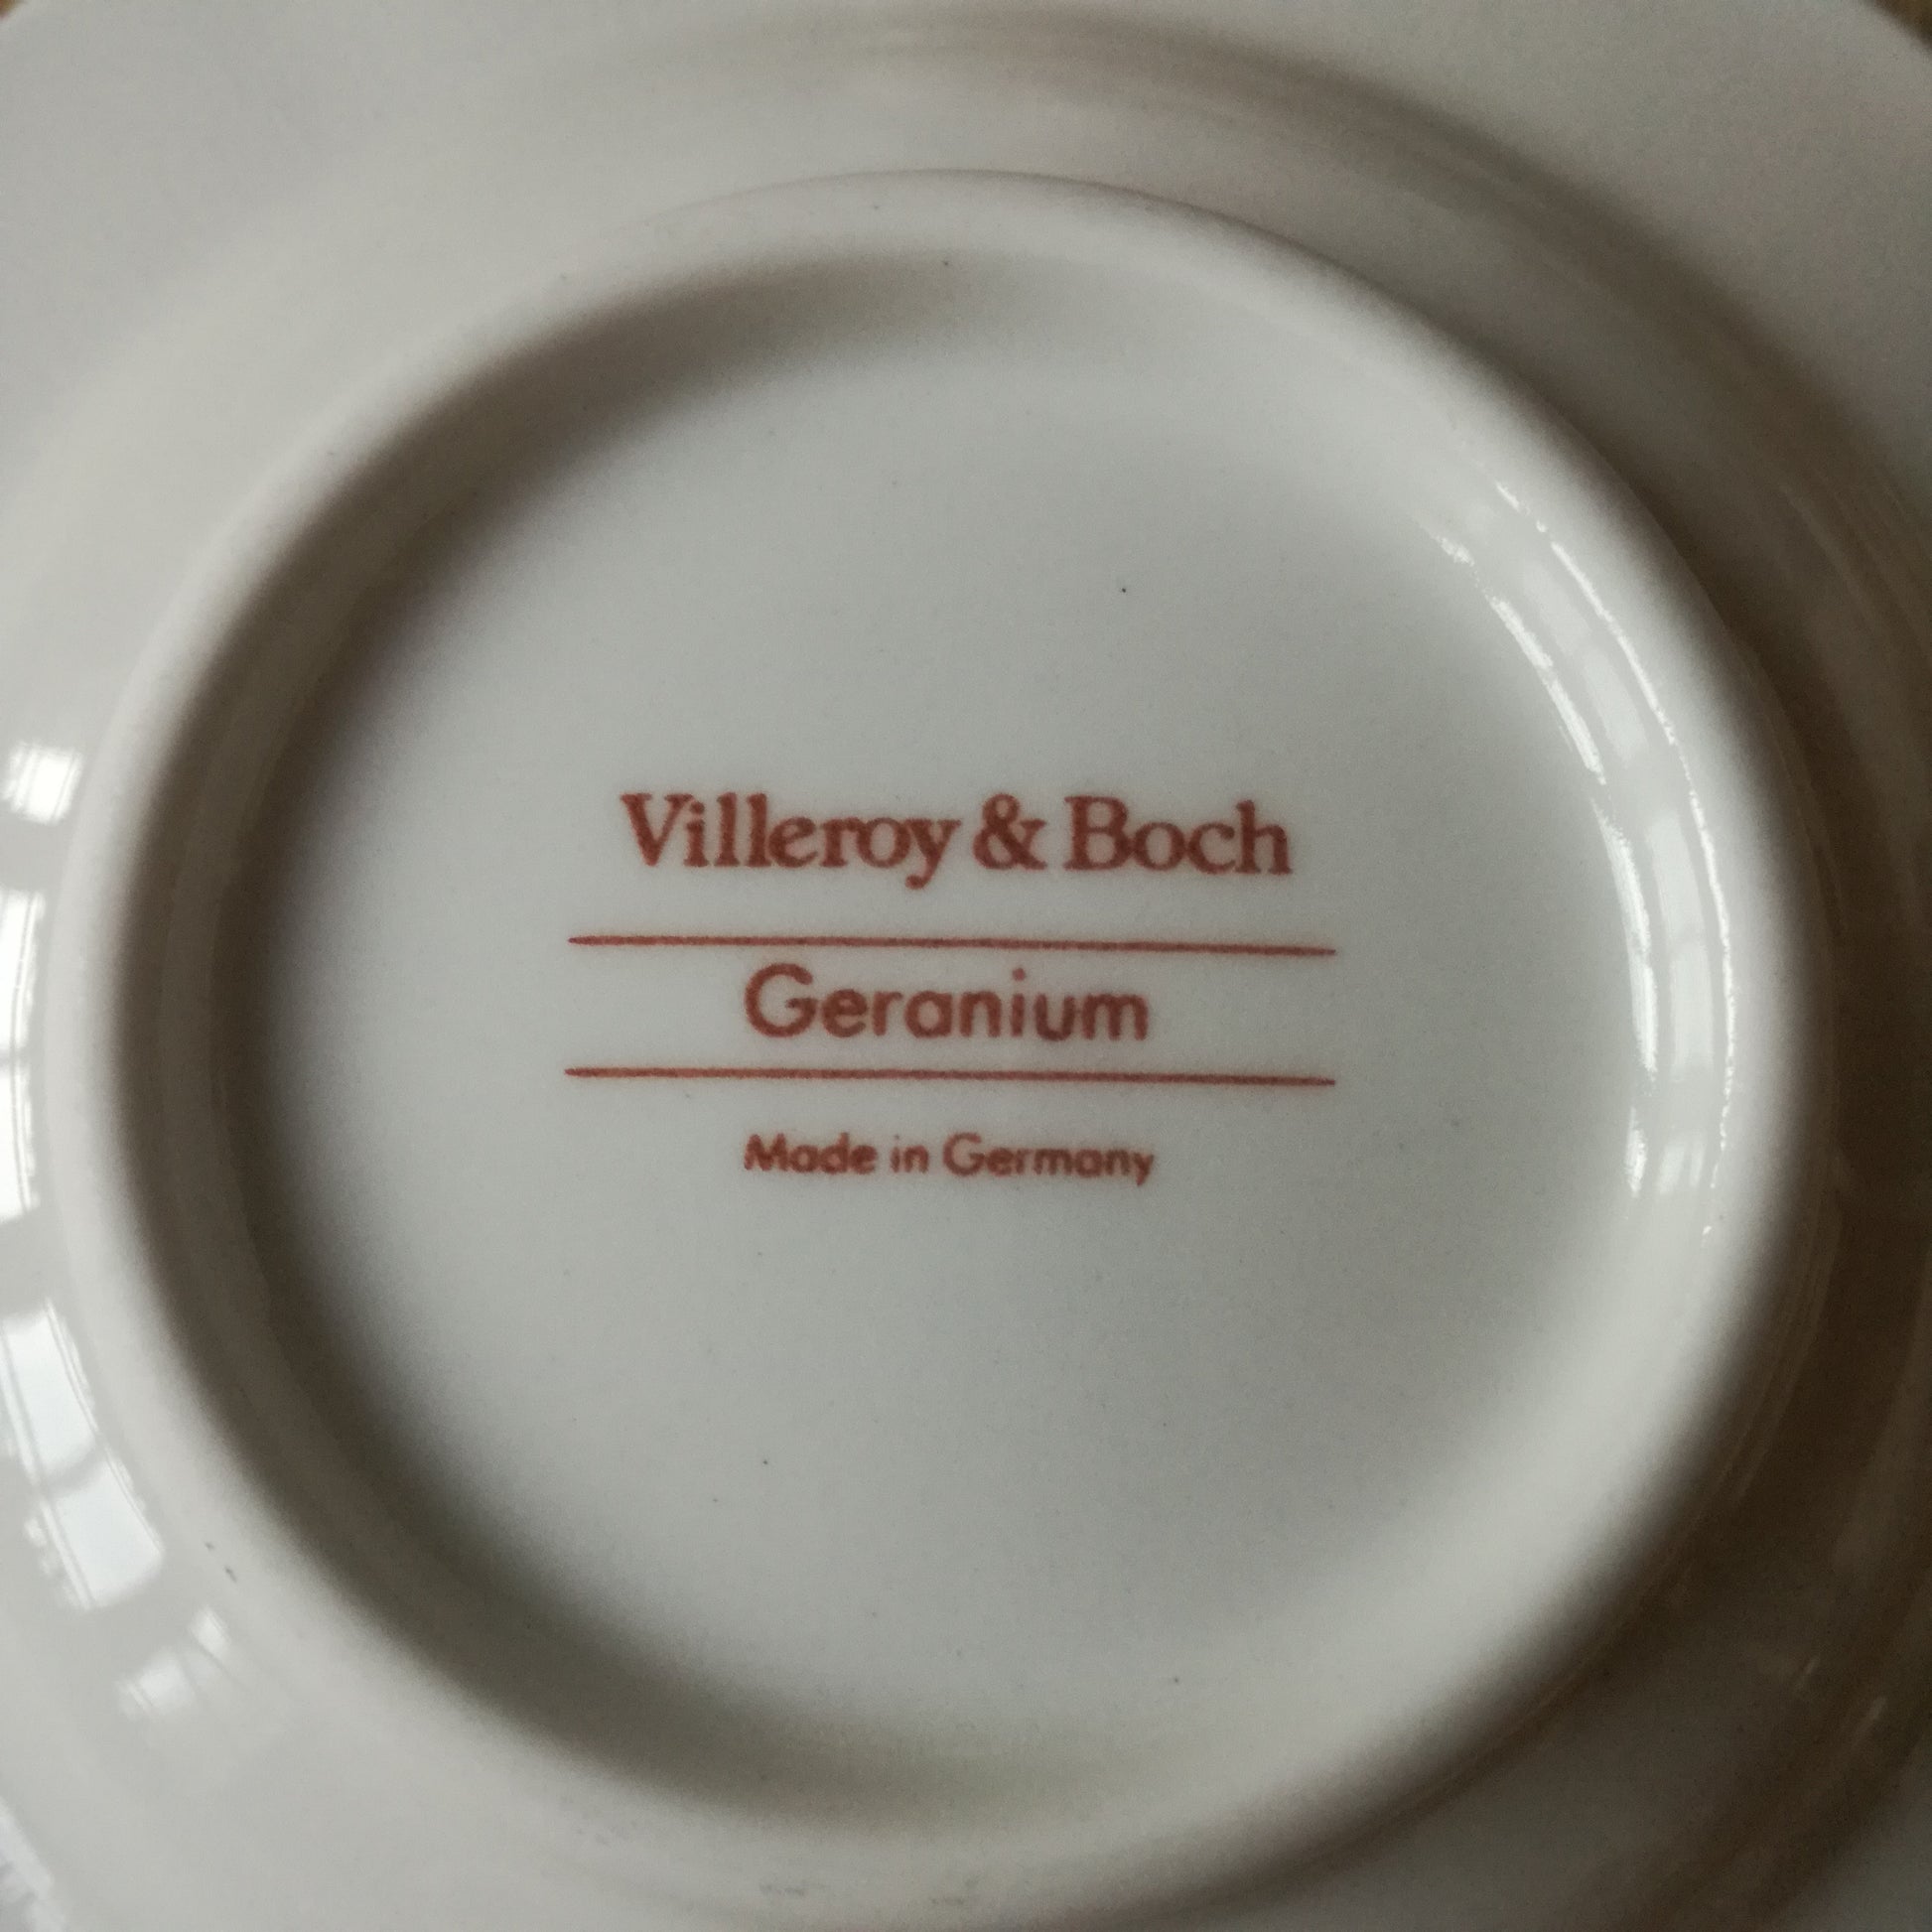 Villeroy & Boch
Geranium
Made in Germany